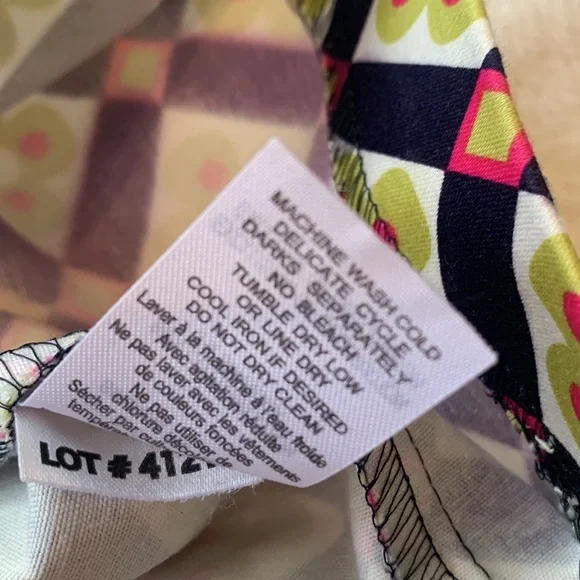 MACHINE WASH COLD
DELICATE CYCLE
DARKS SEPARATELY
NO BLEACH
TUMBLE DRY LOW
OR LINE DRY
COOL IRON IF DESIRED
DO NOT DRY CLEAN
Laver à la machine à l'eau froide
Avec agitation réduite
Ne pas laver avec les vêtements
de couleurs foncées
Ne pas utiliser de
chlorure
Sécher par
LOT # 412